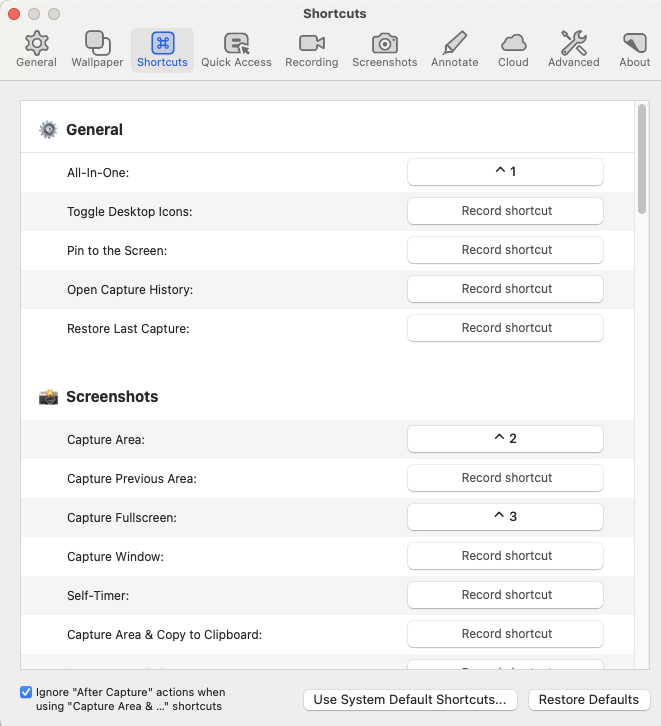 Shortcuts
General
Wallpaper
Shortcuts
Quick Access
Recording
Screenshots
Annotate
Cloud
Advanced
About
General
All-In-One:
^ 1
Toggle Desktop Icons:
Record shortcut
Pin to the Screen:
Record shortcut
Open Capture History:
Record shortcut
Restore Last Capture:
Record shortcut
Screenshots
Capture Area:
^ 2
Capture Previous Area:
Record shortcut
Capture Fullscreen:
^ 3
Capture Window:
Record shortcut
Self-Timer:
Record shortcut
Capture Area & Copy to Clipboard:
Record shortcut
Ignore "After Capture" actions when
using "Capture Area & ..." shortcuts
Use System Default Shortcuts...
Restore Defaults